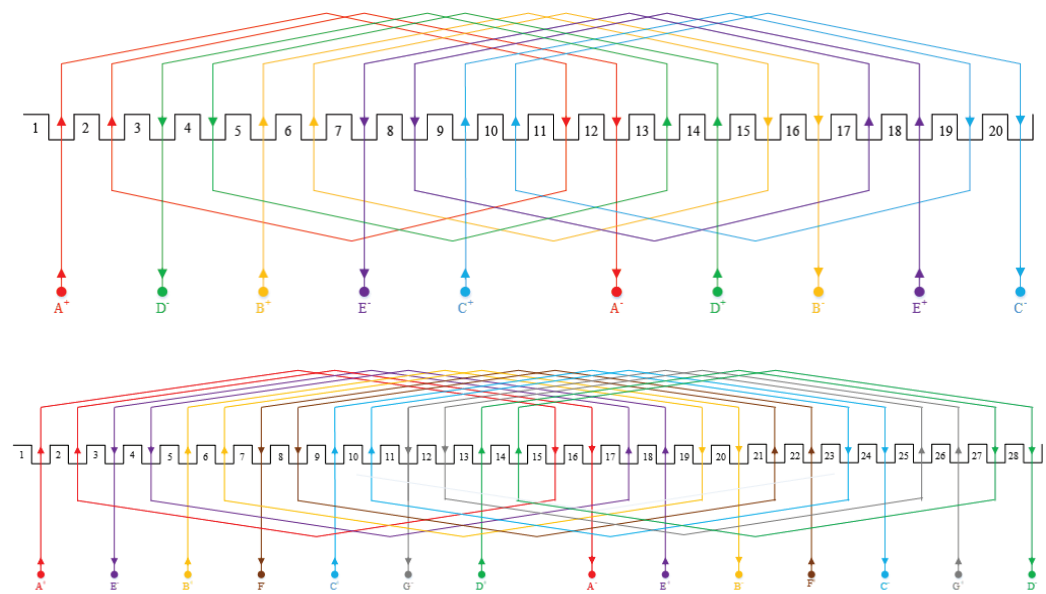 1 2 3 4 5 6 7 8 9 10 11 12 13 14 15 16 17 18 19 20
A+ D- B+ E- C+ A- D+ B- E+ C-
1 2 3 4 5 6 7 8 9 10 11 12 13 14 15 16 17 18 19 20 21 22 23 24 25 26 27 28
A+ E- B+ F- C+ G- D+ A- E+ B- F+ C- G+ D-